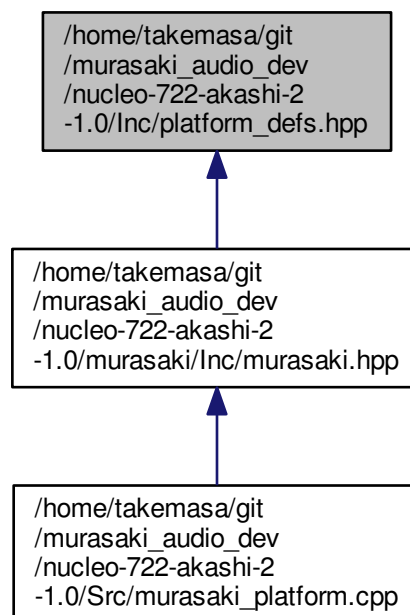 /home/takemasa/git
/murasaki_audio_dev
/nucleo-722-akashi-2
-1.0/Inc/platform_defs.hpp
/home/takemasa/git
/murasaki_audio_dev
/nucleo-722-akashi-2
-1.0/murasaki/Inc/murasaki.hpp
/home/takemasa/git
/murasaki_audio_dev
/nucleo-722-akashi-2
-1.0/Src/murasaki_platform.cpp